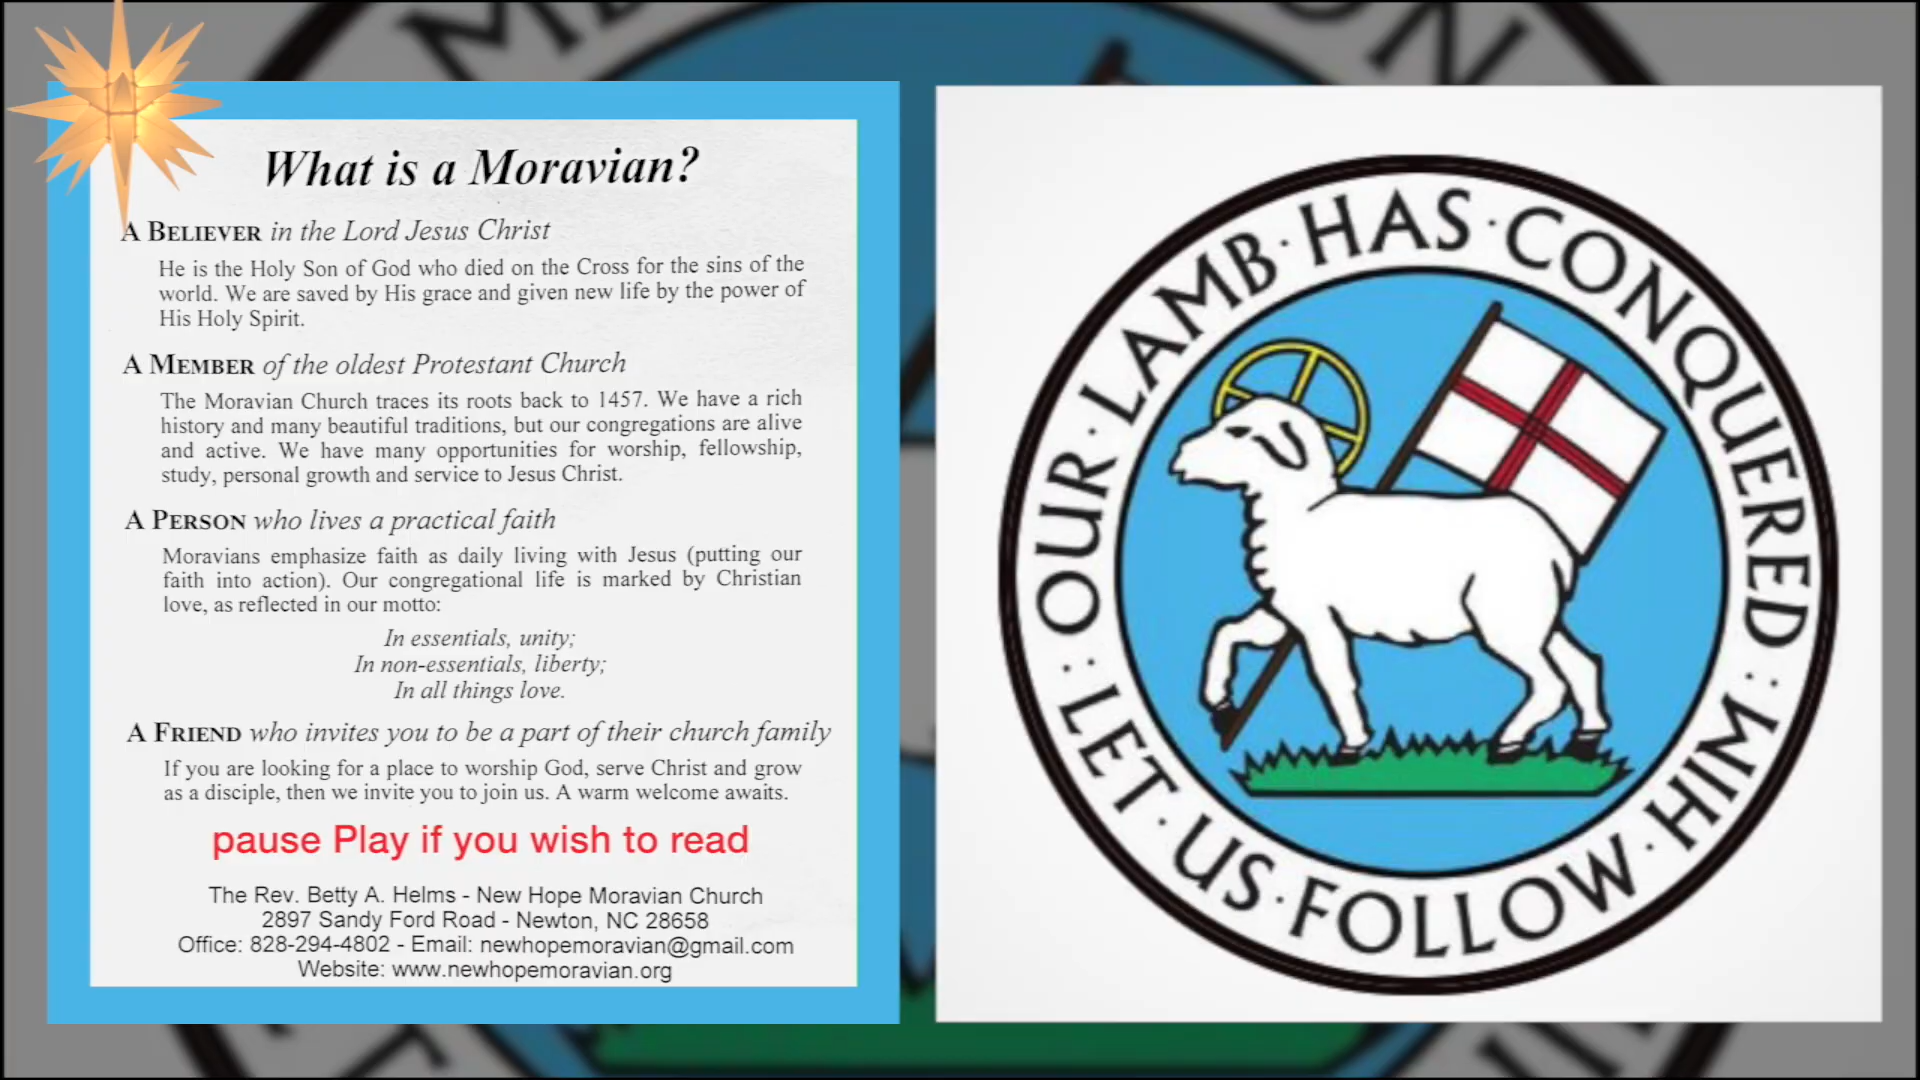 What is a Moravian?
A BELIEVER in the Lord Jesus Christ
He is the Holy Son of God who died on the Cross for the sins of the
world. We are saved by His grace and given new life by the power of
His Holy Spirit.
A MEMBER of the oldest Protestant Church
The Moravian Church traces its roots back to 1457. We have a rich
history and many beautiful traditions, but our congregations are alive
and active. We have many opportunities for worship, fellowship,
study, personal growth and service to Jesus Christ.
A PERSON who lives a practical faith
Moravians emphasize faith as daily living with Jesus (putting our
faith into action). Our congregational life is marked by Christian
love, as reflected in our motto:
In essentials, unity;
In non-essentials, liberty;
In all things love.
A FRIEND who invites you to be a part of their church family
If you are looking for a place to worship God, serve Christ and grow
as a disciple, then we invite you to join us. A warm welcome awaits.
pause Play if you wish to read
The Rev. Betty A. Helms - New Hope Moravian Church
2897 Sandy Ford Road - Newton, NC 28658
Office: 828-294-4802 - Email: newhopemoravian@gmail.com
Website: www.newhopemoravian.org
OUR · LAMB · HAS · CONQUERED
LET · US · FOLLOW · HIM